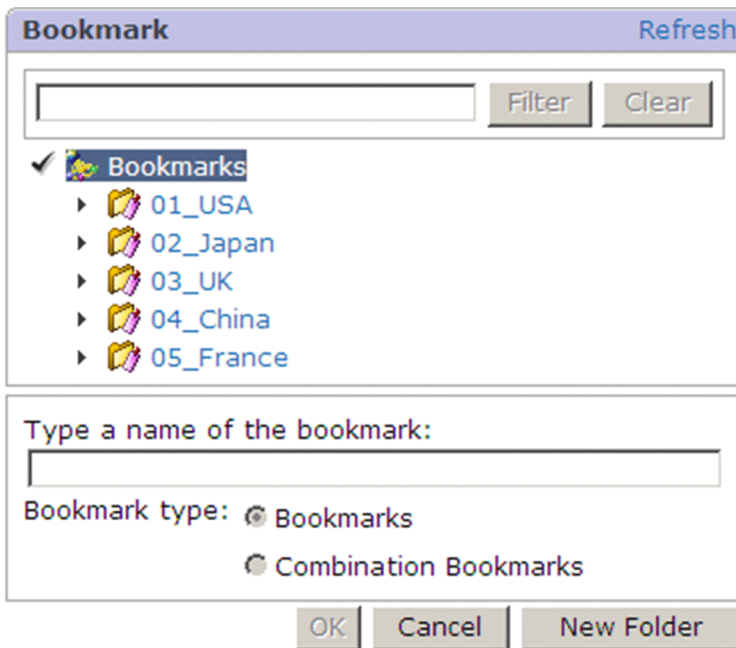 Bookmark Refresh
Filter Clear
Bookmarks
01_USA
02_Japan
03_UK
04_China
05_France
Type a name of the bookmark:
Bookmark type: Bookmarks
Combination Bookmarks
OK Cancel New Folder